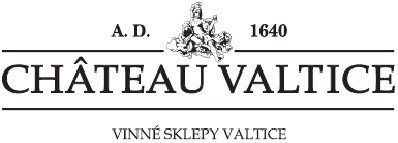 A. D. 1640
CHÂTEAU VALTICE
VINNÉ SKLEPY VALTICE